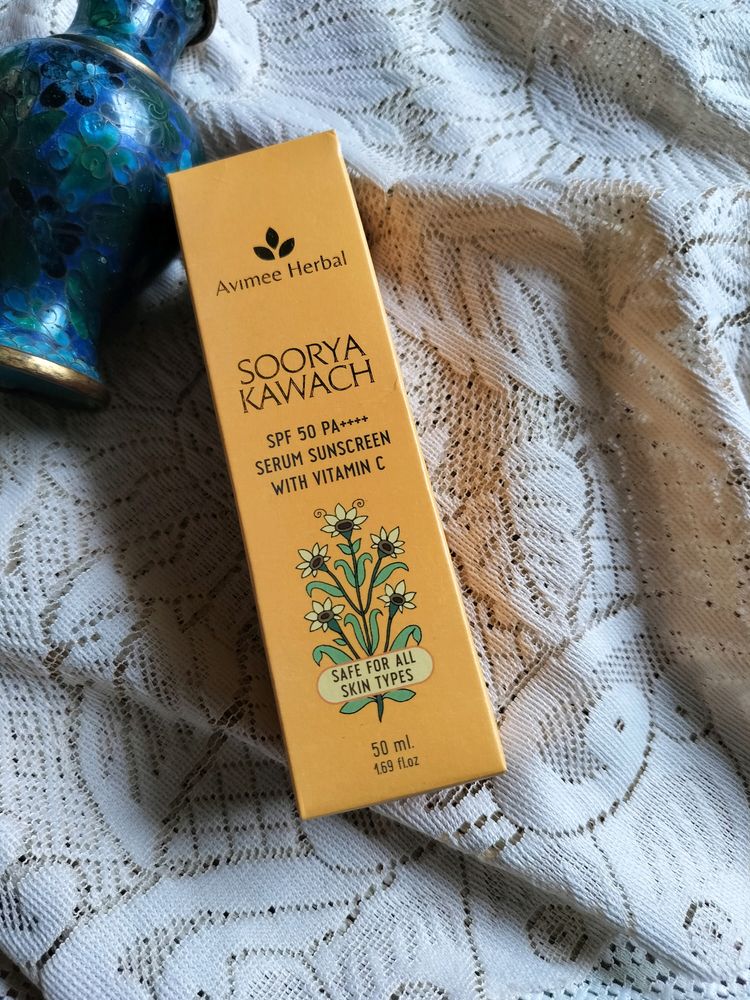 Avimee Herbal
SOORYA
KAWACH
SPF 50 PA++++
SERUM SUNSCREEN
WITH VITAMIN C
SAFE FOR ALL
SKIN TYPES
50 ml.
1.69 fl.oz